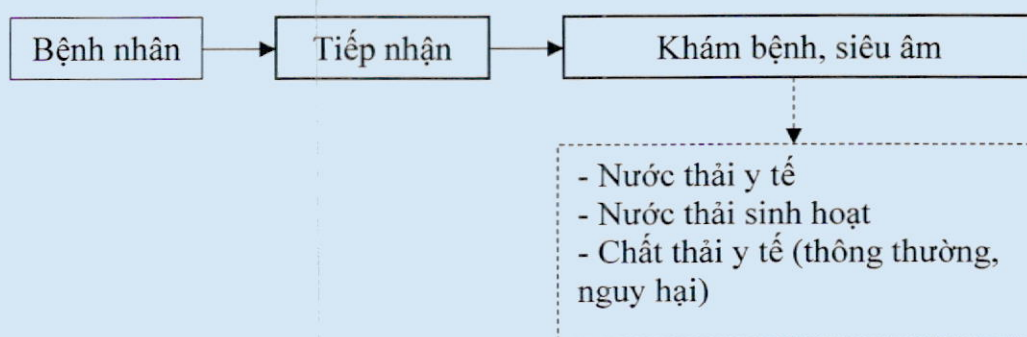 Bệnh nhân
Tiếp nhận
Khám bệnh, siêu âm
- Nước thải y tế
- Nước thải sinh hoạt
- Chất thải y tế (thông thường,
nguy hại)